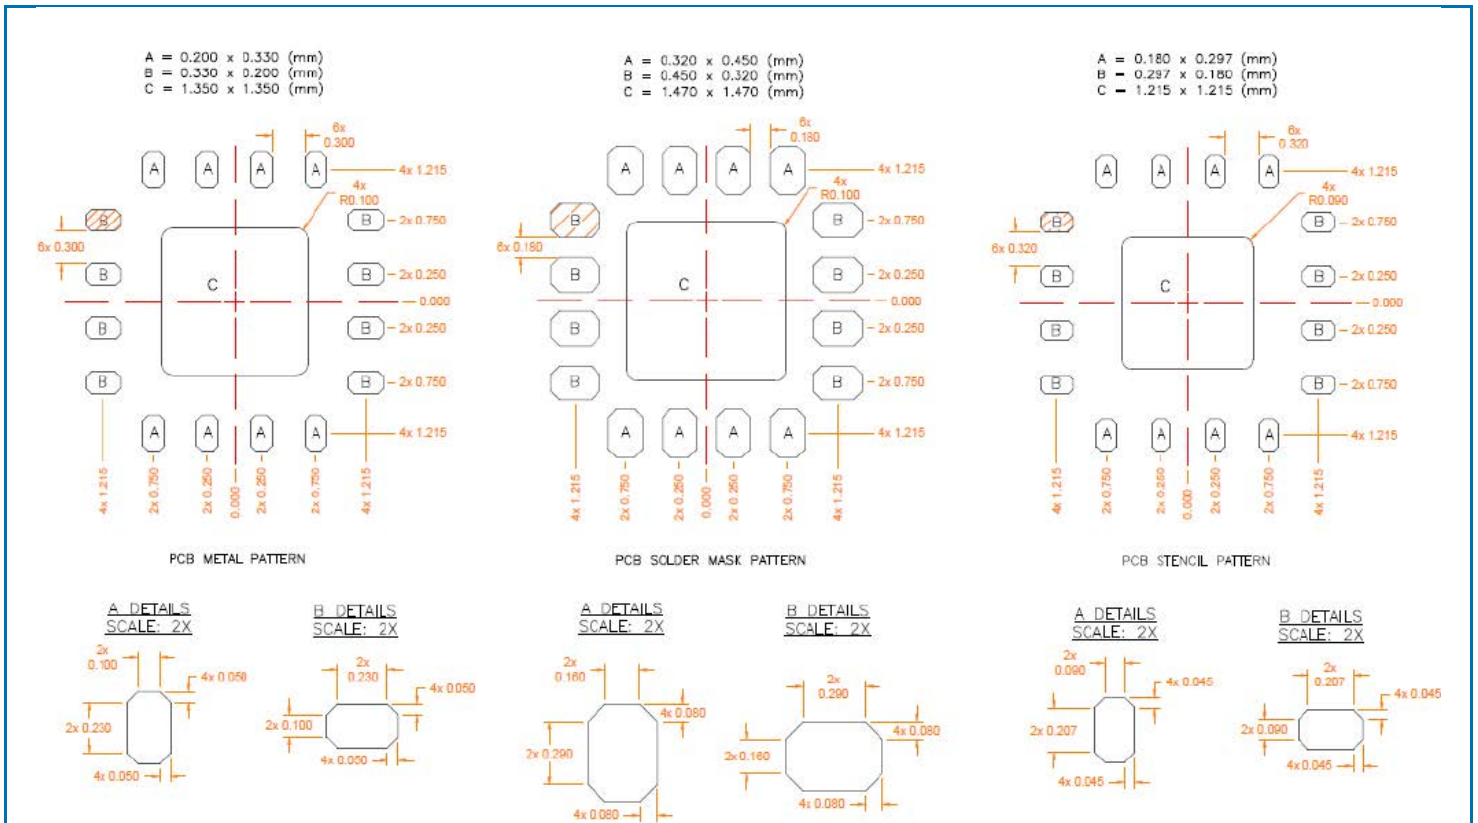 A = 0.200 x 0.330 (mm)
B = 0.330 x 0.200 (mm)
C = 1.350 x 1.350 (mm)
6x
0.300
A A A A
4x 1.215
4x
R0.100
B
B
2x 0.750
6x 0.300
B
C
B
2x 0.250
0.000
B
B
2x 0.250
B
B
2x 0.750
A A A A
4x 1.215
4x 1.215
2x 0.750
2x 0.250
0.000
2x 0.250
2x 0.750
4x 1.215
PCB METAL PATTERN
A DETAILS
SCALE: 2X
2x
0.100
4x 0.050
2x 0.230
4x 0.050
B DETAILS
SCALE: 2X
2x
0.230
4x 0.050
2x 0.100
4x 0.050
A = 0.320 x 0.450 (mm)
B = 0.450 x 0.320 (mm)
C = 1.470 x 1.470 (mm)
6x
0.180
A A A A
4x 1.215
4x
R0.100
B
B
2x 0.750
6x 0.180
B
C
B
2x 0.250
0.000
B
B
2x 0.250
B
B
2x 0.750
A A A A
4x 1.215
4x 1.215
2x 0.750
2x 0.250
0.000
2x 0.250
2x 0.750
4x 1.215
PCB SOLDER MASK PATTERN
A DETAILS
SCALE: 2X
2x
0.160
4x 0.080
2x 0.290
4x 0.080
B DETAILS
SCALE: 2X
2x
0.290
4x 0.080
2x 0.160
4x 0.080
A = 0.180 x 0.297 (mm)
B = 0.297 x 0.180 (mm)
C = 1.215 x 1.215 (mm)
6x
0.320
A A A A
4x 1.215
4x
R0.090
B
B
2x 0.750
6x 0.320
B
C
B
2x 0.250
0.000
B
B
2x 0.250
B
B
2x 0.750
A A A A
4x 1.215
4x 1.215
2x 0.750
2x 0.250
0.000
2x 0.250
2x 0.750
4x 1.215
PCB STENCIL PATTERN
A DETAILS
SCALE: 2X
2x
0.090
4x 0.045
2x
0.207
4x 0.045
B DETAILS
SCALE: 2X
2x
0.207
4x 0.045
2x 0.090
4x 0.045